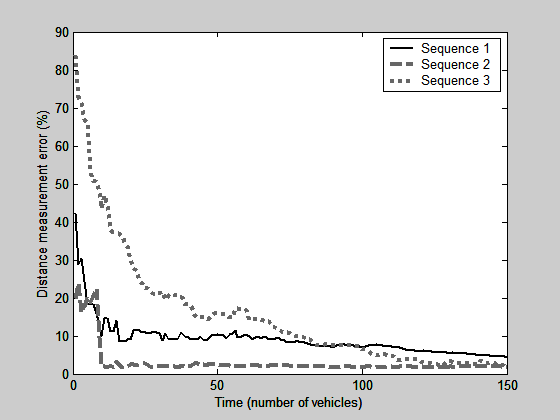 90
80
70
60
50
40
30
20
10
0
Distance measurement error (%)
Sequence 1
Sequence 2
Sequence 3
0 50 100 150
Time (number of vehicles)